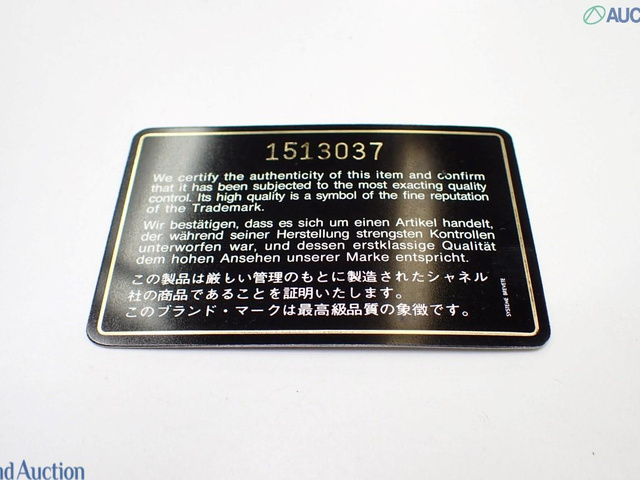 AUC
1513037
We certify the authenticity of this item and confirm
that it has been subjected to the most exacting quality
control. Its high quality is a symbol of the fine reputation
of the Trademark.
Wir bestätigen, dass es sich um einen Artikel handelt,
der während seiner Herstellung strengsten Kontrollen
unterworfen war, und dessen erstklassige Qualität
dem hohen Ansehen unserer Marke entspricht.
この製品は厳しい管理のもとに製造されたシャネル
社の商品であることを証明いたします。
このブランド・マークは最高級品質の象徴です。
SYSTEME BREVETE
nd Auction